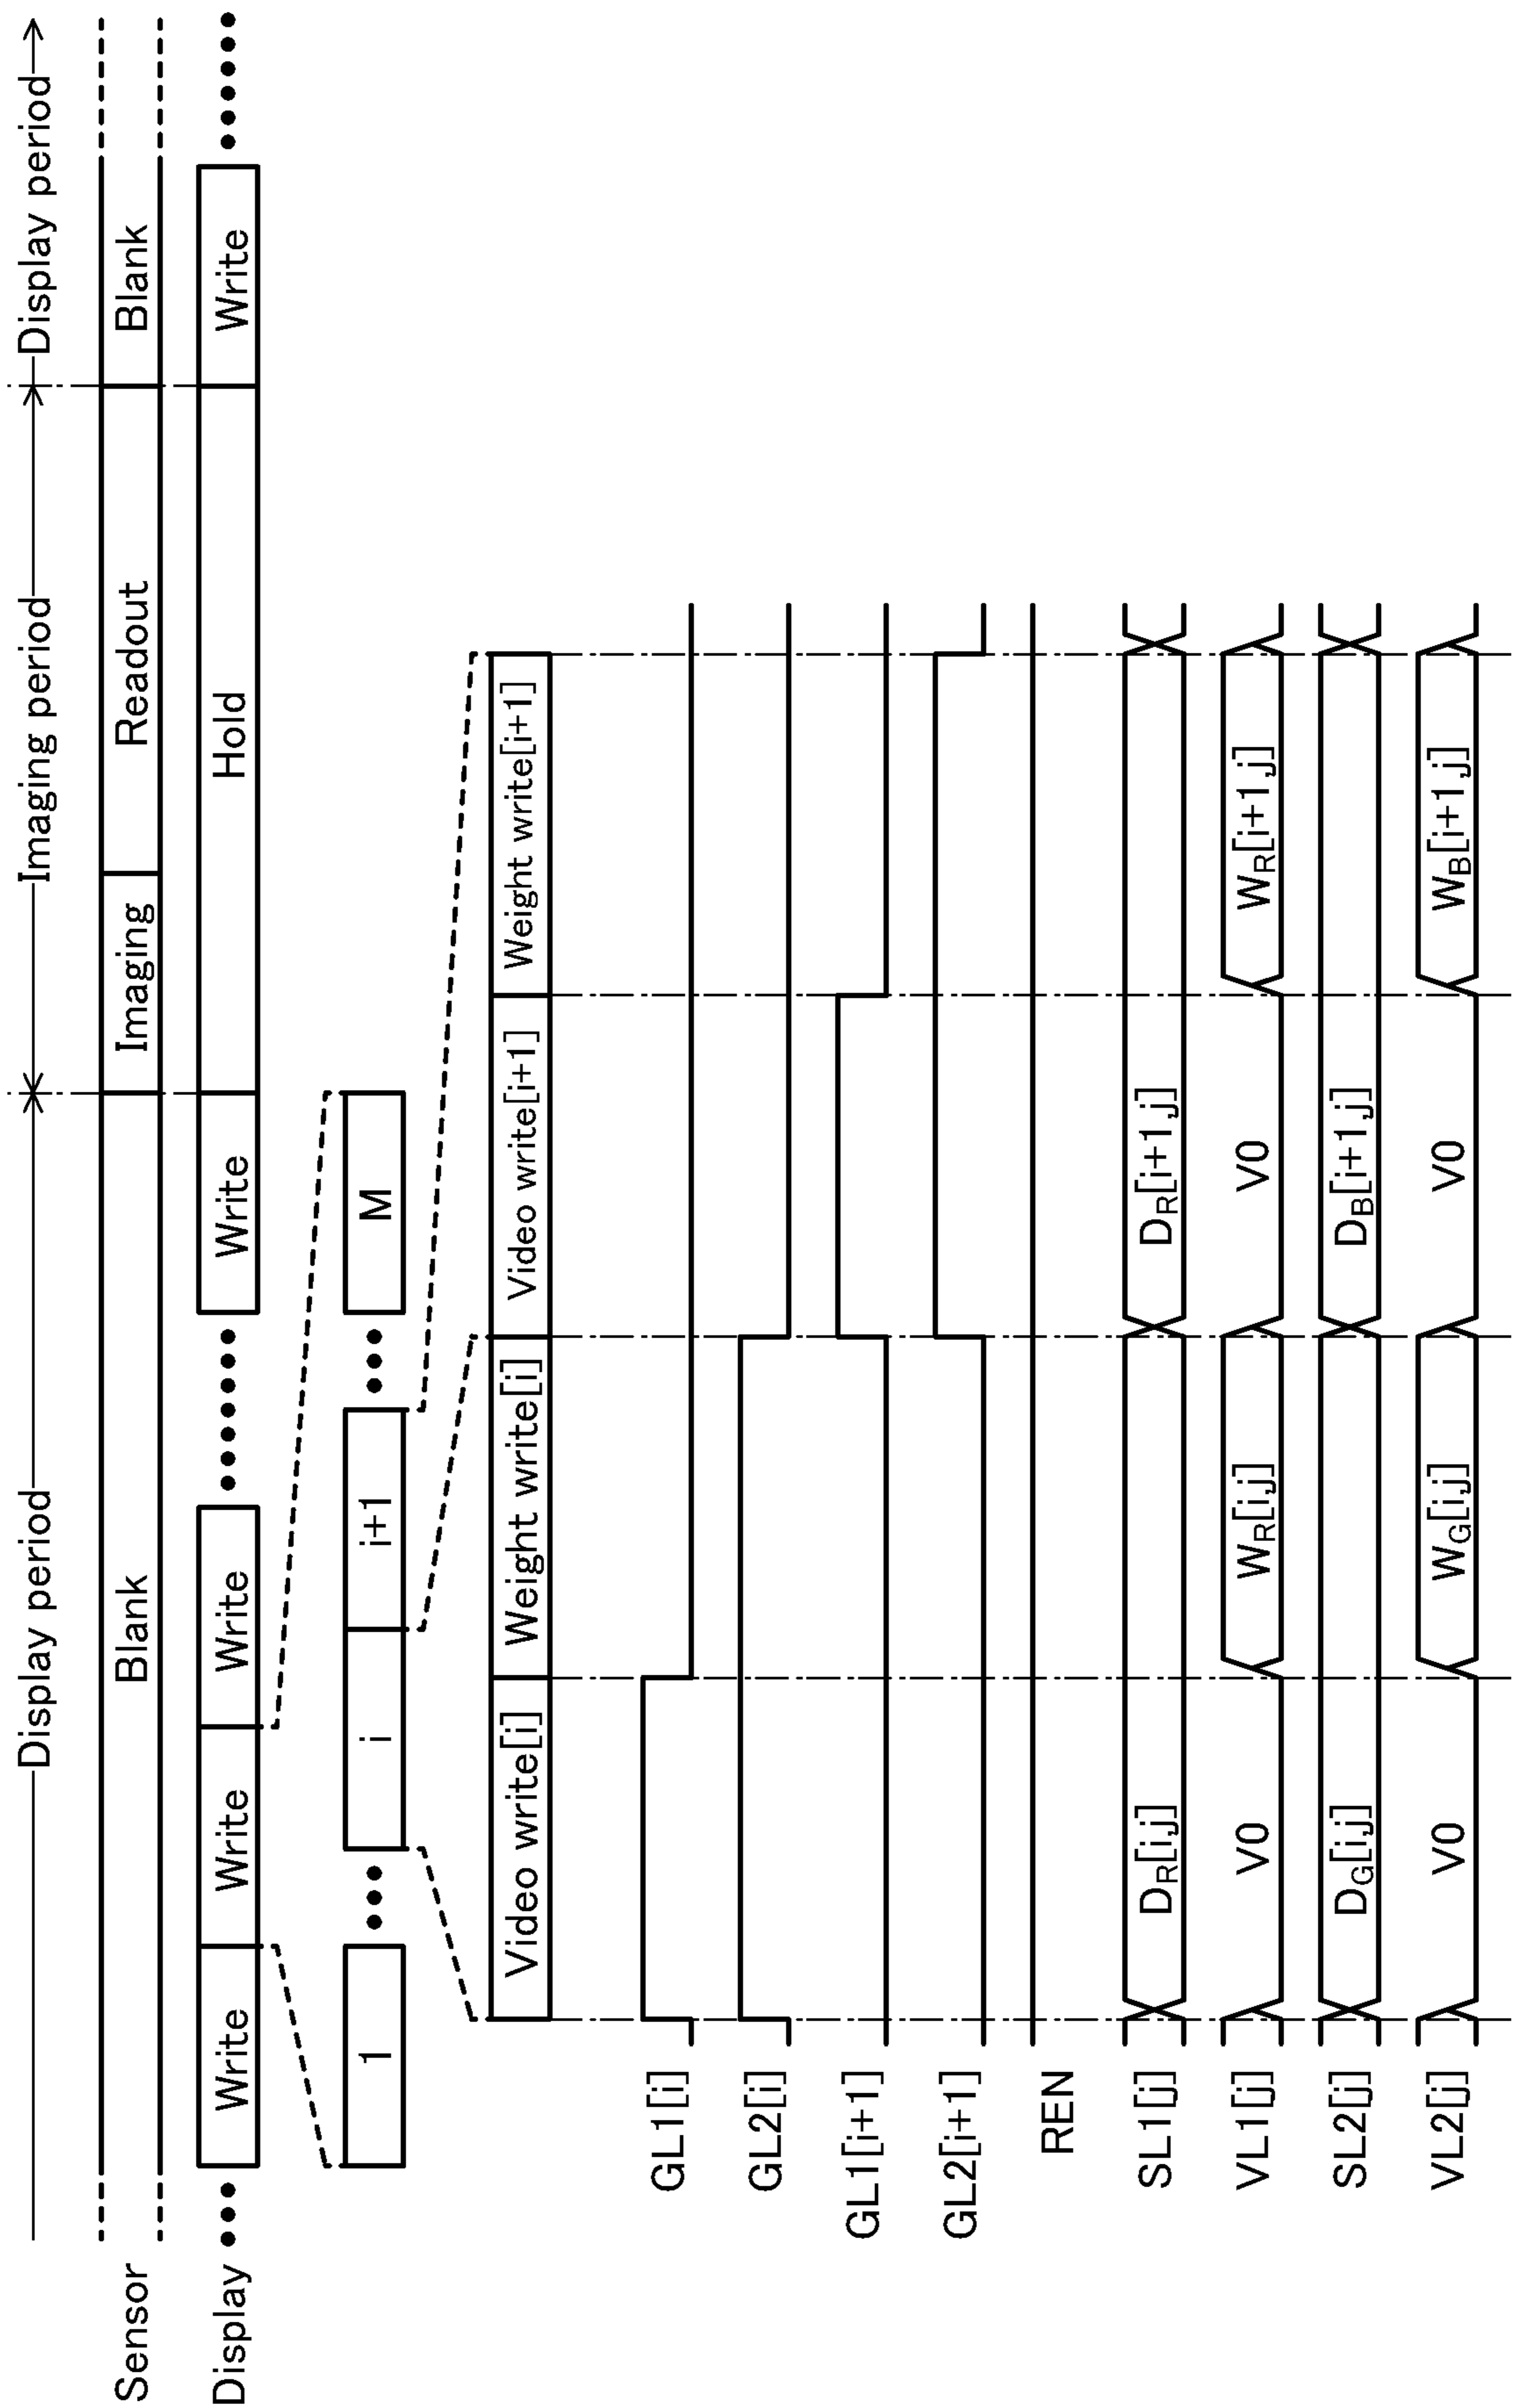 Display period Imaging period Display period
Sensor Blank Imaging Readout Blank
Display Write Write Write Write Hold Write
1 i i+1 M
Video write[i] Weight write[i] Video write[i+1] Weight write[i+1]
GL1[i]
GL2[i]
GL1[i+1]
GL2[i+1]
REN
SL1[j] DR[i,j] DR[i+1,j]
VL1[j] V0 WR[i,j] V0 WR[i+1,j]
SL2[j] DG[i,j] DB[i+1,j]
VL2[j] V0 WG[i,j] V0 WB[i+1,j]